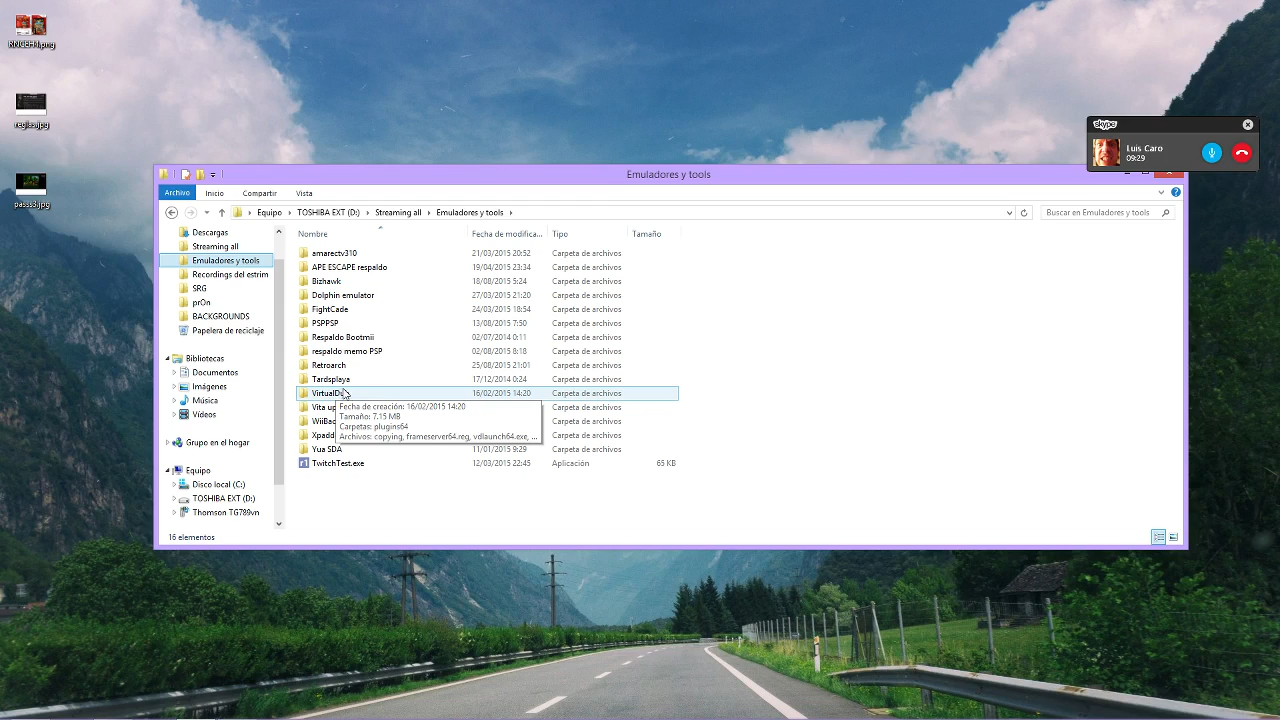 RNCEH1.png
reglas.jpg
passs3.jpg
skype
Luis Caro
09:29
Emuladores y tools
Archivo Inicio Compartir Vista
Equipo TOSHIBA EXT (D:) Streaming all Emuladores y tools
Buscar en Emuladores y tools
Nombre Fecha de modifica... Tipo Tamaño
Descargas
Streaming all
Emuladores y tools
Recordings del estrim
SRG
prOn
BACKGROUNDS
Papelera de reciclaje
Bibliotecas
Documentos
Imágenes
Música
Vídeos
Grupo en el hogar
Equipo
Disco local (C:)
TOSHIBA EXT (D:)
Thomson TG789vn
amarectv310 21/03/2015 20:52 Carpeta de archivos
APE ESCAPE respaldo 19/04/2015 23:34 Carpeta de archivos
Bizhawk 18/08/2015 5:24 Carpeta de archivos
Dolphin emulator 27/03/2015 21:20 Carpeta de archivos
FightCade 24/03/2015 18:54 Carpeta de archivos
PSPPSP 13/08/2015 7:50 Carpeta de archivos
Respaldo Bootmii 02/07/2014 0:11 Carpeta de archivos
respaldo memo PSP 02/08/2015 8:18 Carpeta de archivos
Retroarch 25/08/2015 21:01 Carpeta de archivos
Tardsplaya 17/12/2014 0:24 Carpeta de archivos
VirtualDu 16/02/2015 14:20 Carpeta de archivos
Vita up Carpeta de archivos
WiiBac Carpeta de archivos
Xpadd Carpeta de archivos
Yua SDA 11/01/2015 9:29 Carpeta de archivos
TwitchTest.exe 12/03/2015 22:45 Aplicación 65 KB
Fecha de creación: 16/02/2015 14:20
Tamaño: 7.15 MB
Carpetas: plugins64
Archivos: copying, frameserver64.reg, vdlaunch64.exe, ...
16 elementos